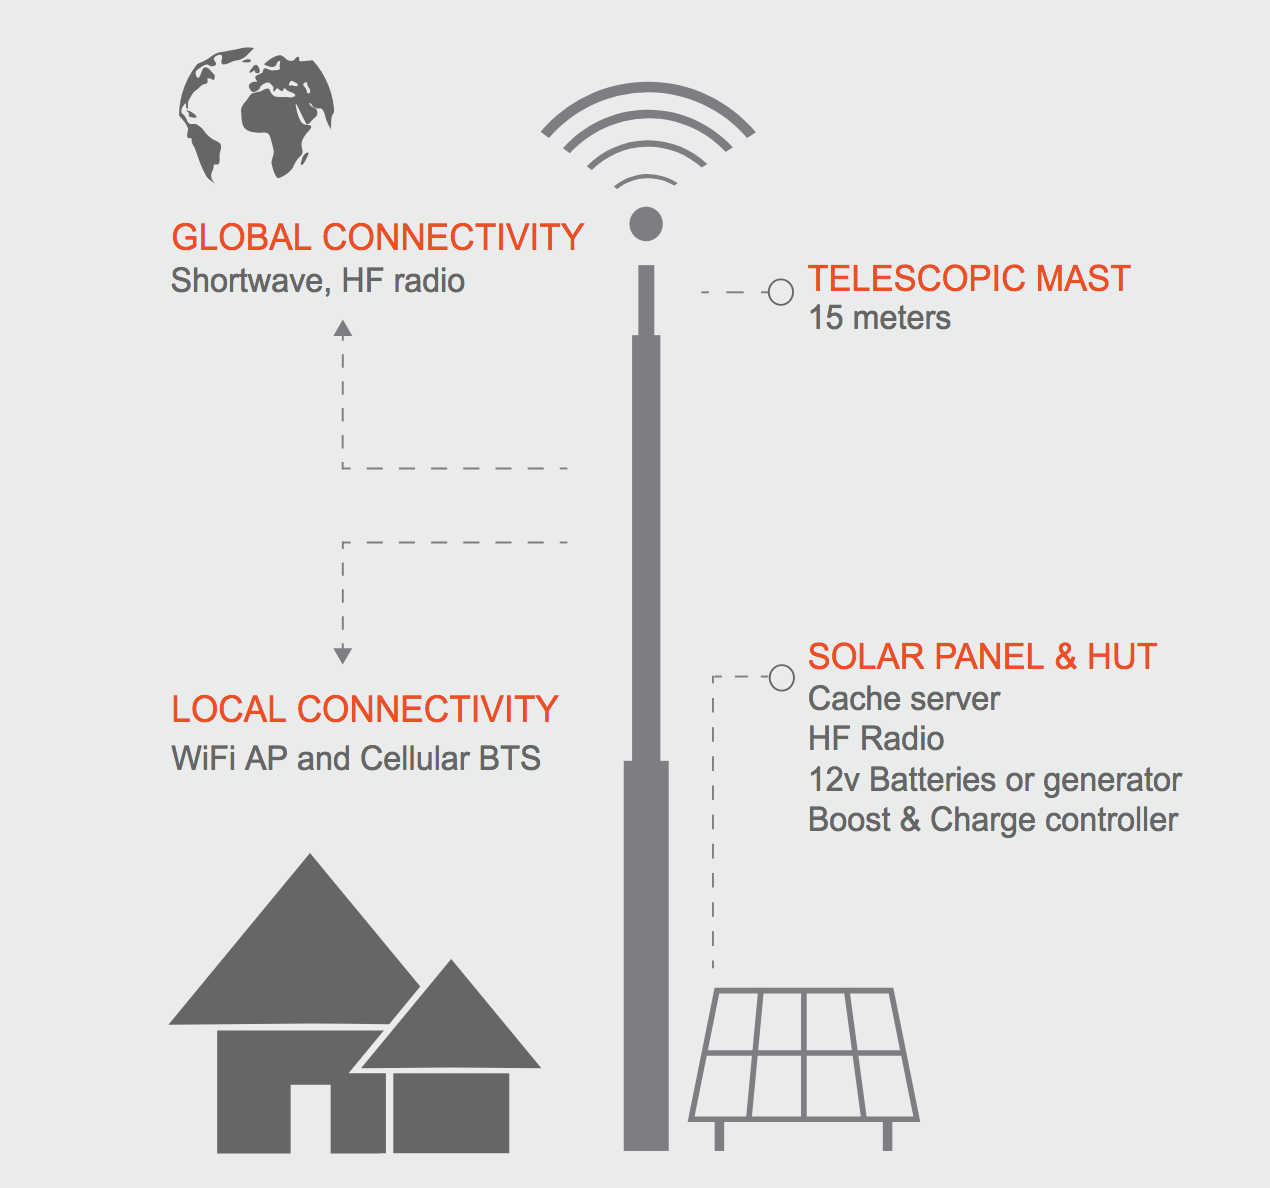 GLOBAL CONNECTIVITY
Shortwave, HF radio
TELESCOPIC MAST
15 meters
LOCAL CONNECTIVITY
WiFi AP and Cellular BTS
SOLAR PANEL & HUT
Cache server
HF Radio
12v Batteries or generator
Boost & Charge controller